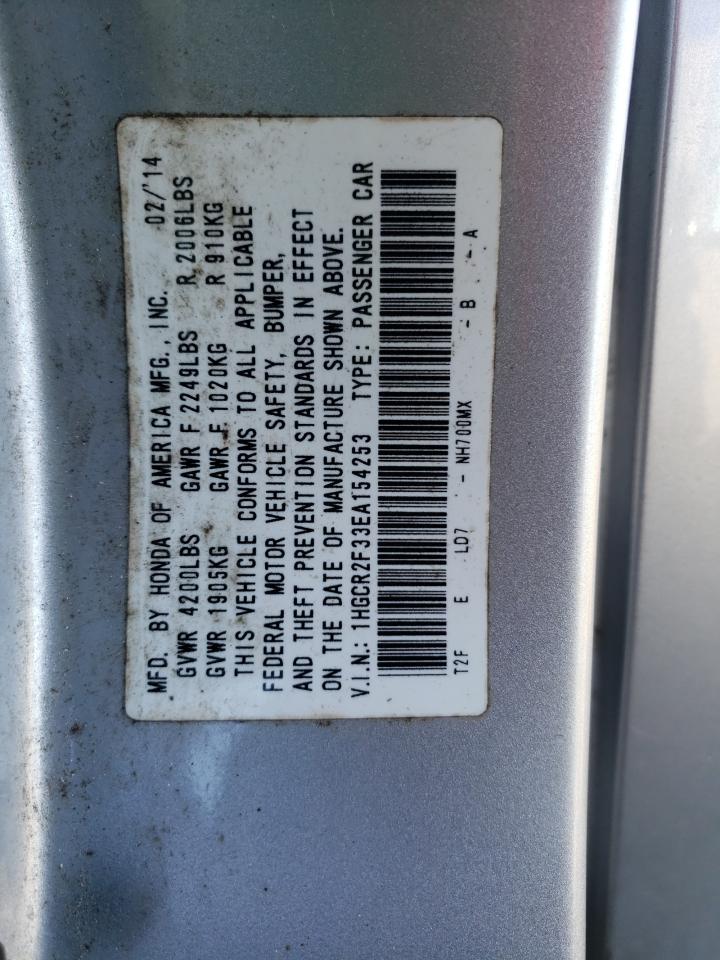 MFD. BY HONDA OF AMERICA MFG., INC. 02/'14
GVWR 4200LBS GAWR F 2249LBS R 2006LBS
GVWR 1905KG GAWR F 1020KG R 910KG
THIS VEHICLE CONFORMS TO ALL APPLICABLE
FEDERAL MOTOR VEHICLE SAFETY, BUMPER,
AND THEFT PREVENTION STANDARDS IN EFFECT
ON THE DATE OF MANUFACTURE SHOWN ABOVE.
V.I.N.: 1HGCR2F33EA154253 TYPE: PASSENGER CAR
T2F E LD7 - NH700MX - B - A